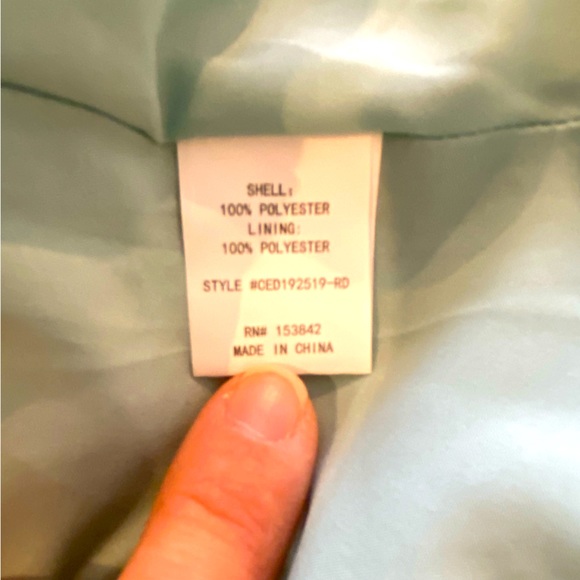 SHELL:
100% POLYESTER
LINING:
100% POLYESTER
STYLE #CED192519-RD
RN# 153842
MADE IN CHINA